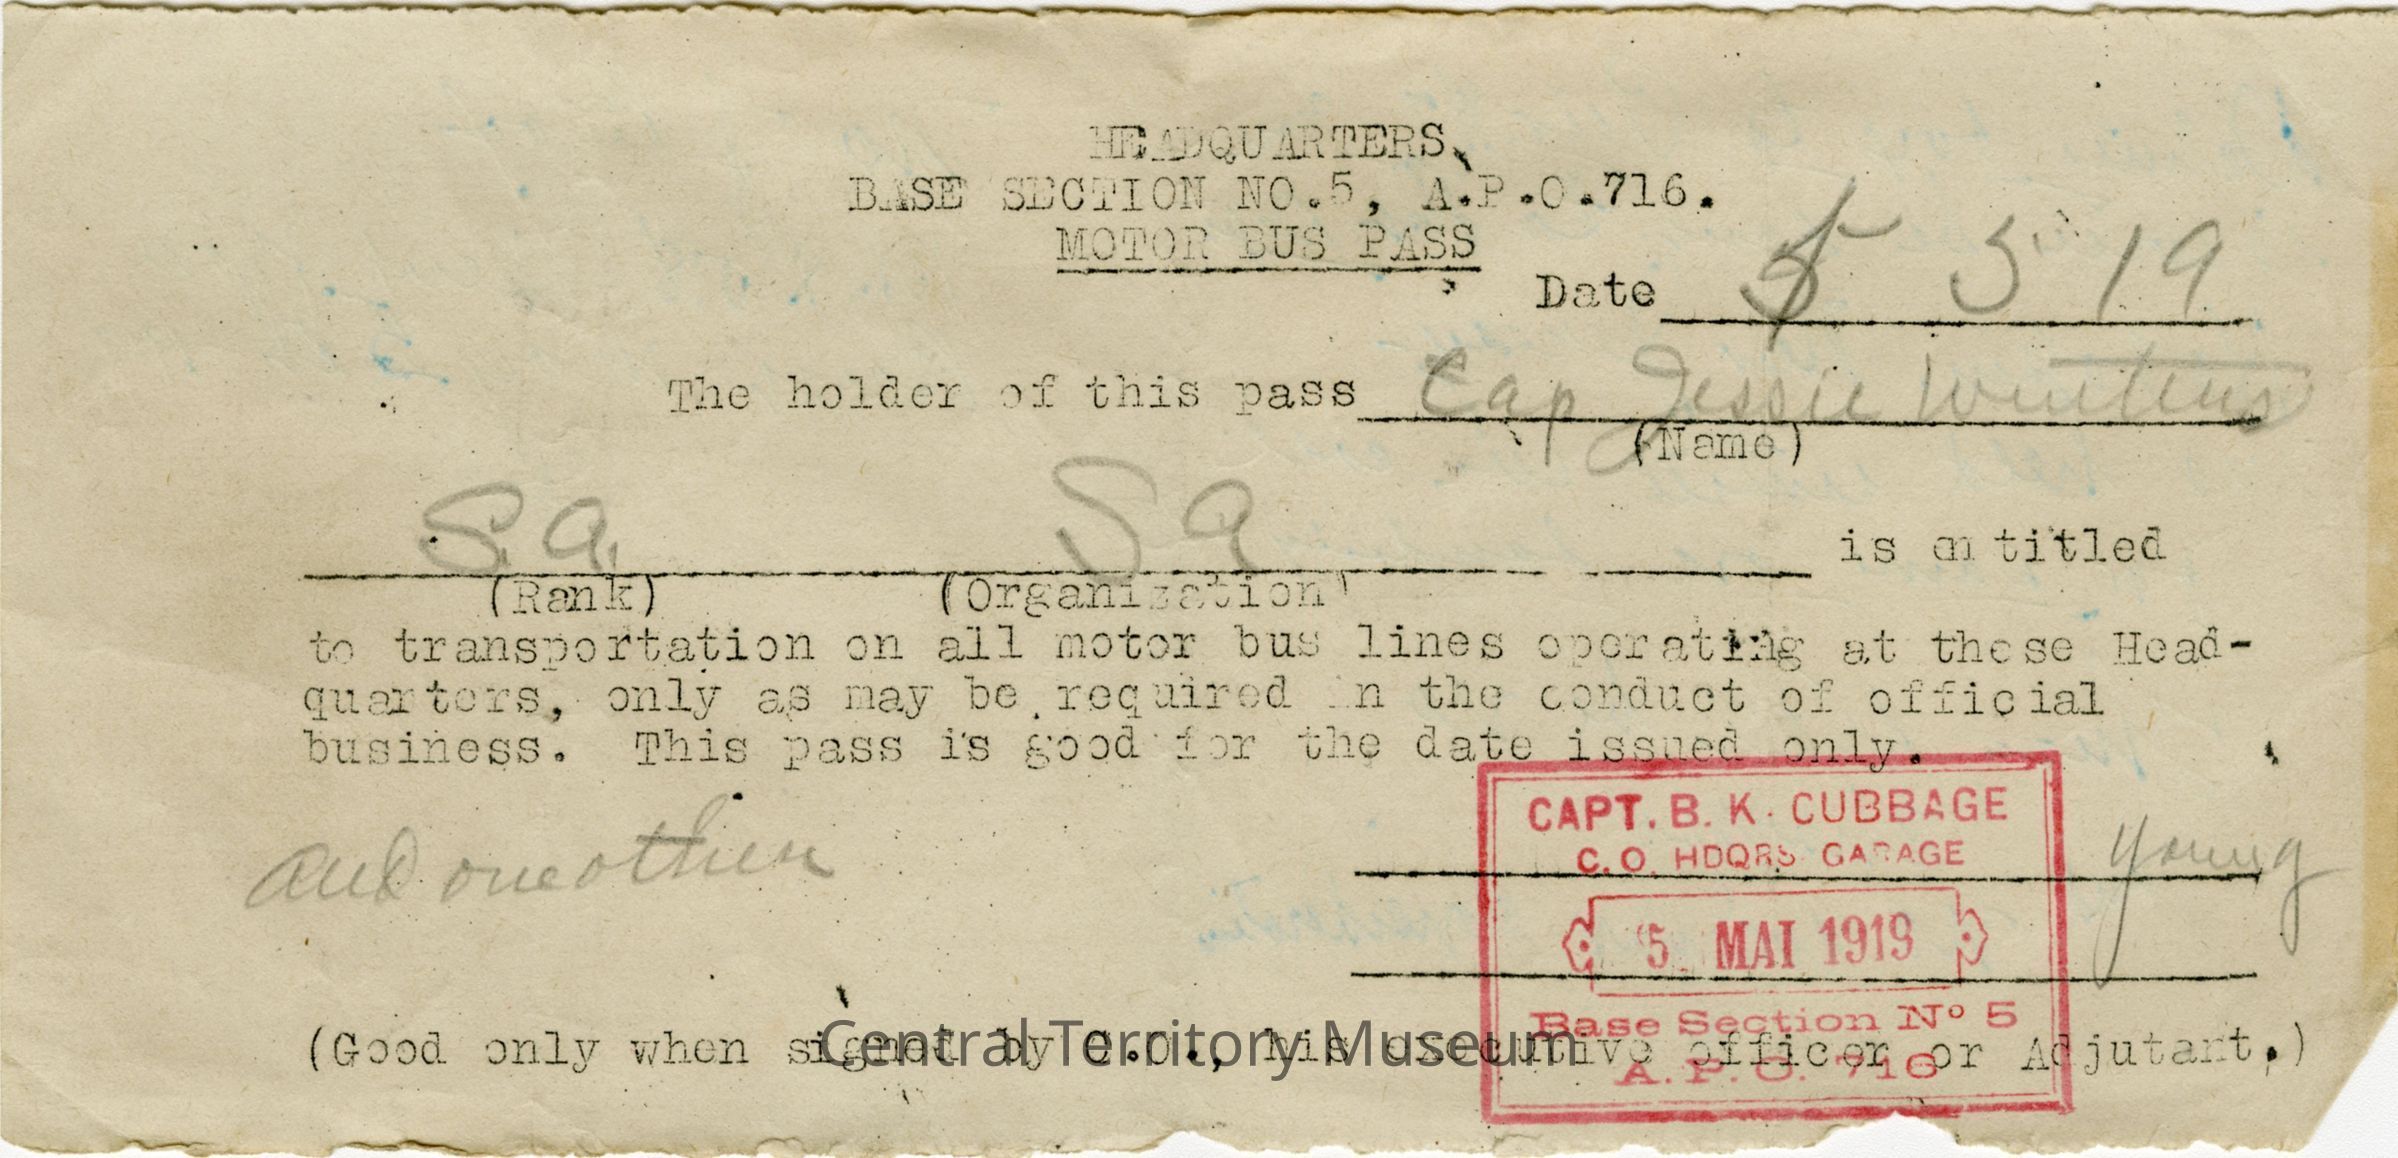 HEADQUARTERS
BASE SECTION NO.5, A.P.O.716.
MOTOR BUS PASS
Date 5 5 19
The holder of this pass Cap Jessie
(Name)
S.a. Sa is entitled
(Rank) (Organization)
to transportation on all motor bus lines operating at these Head-
quarters, only as may be required in the conduct of official
business. This pass is good for the date issued only.
and one other
CAPT. B. K. CUBBAGE
C.O. HDQRS GARAGE
Young
5 MAI 1919
Base Section No 5
A.P.O. 716
(Good only when signed by C.O., his executive officer or Adjutant.)
Central Territory Museum